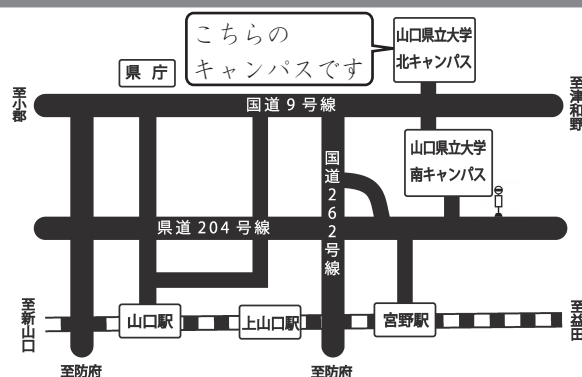 こちらの
キャンパスです
山口県立大学
北キャンパス
県庁
至小郡
国道9号線
至津和野
山口県立大学
南キャンパス
国道262号線
県道204号線
至新山口
山口駅
上山口駅
宮野駅
至益田
至防府
至防府